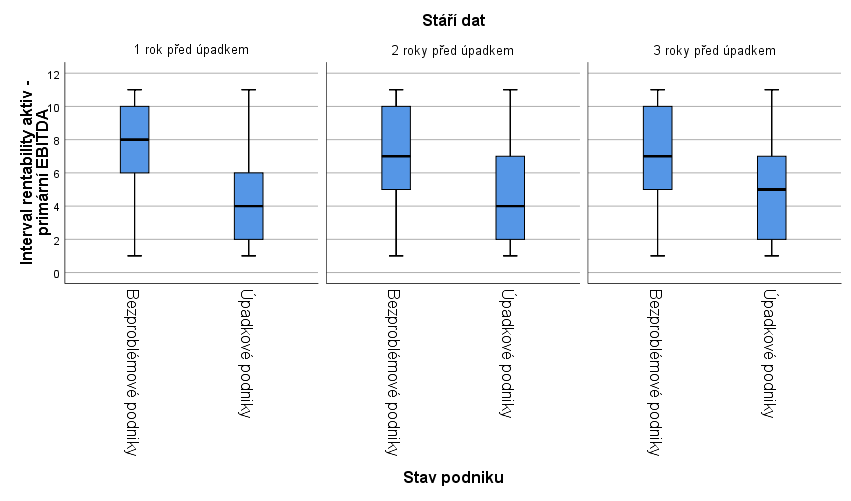 Stáří dat
1 rok před úpadkem
2 roky před úpadkem
3 roky před úpadkem
Interval rentability aktiv -
primární EBITDA
12
10
8
6
4
2
0
Bezproblémové podniky
Úpadkové podniky
Bezproblémové podniky
Úpadkové podniky
Bezproblémové podniky
Úpadkové podniky
Stav podniku